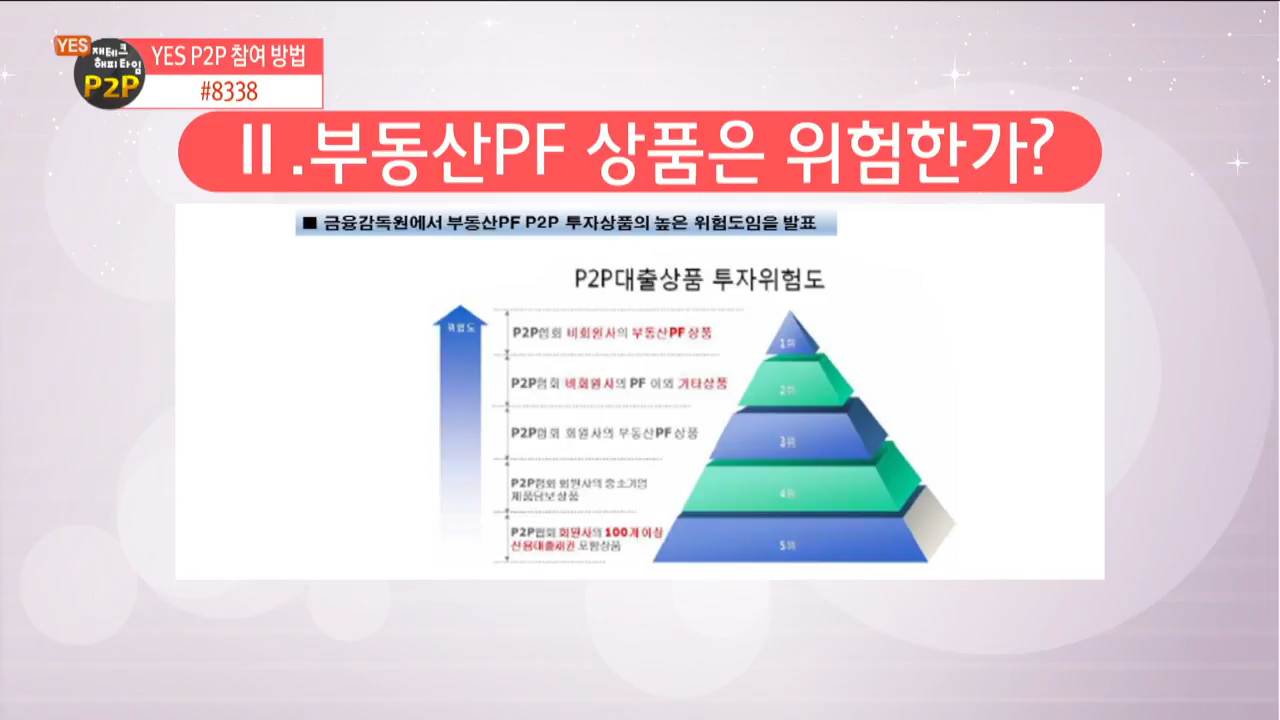 YES
재테크
해피타임
P2P
YES P2P 참여 방법
#8338
Ⅱ.부동산PF 상품은 위험한가?
■ 금융감독원에서 부동산PF P2P 투자상품의 높은 위험도임을 발표
P2P대출상품 투자위험도
위험도
P2P협회 비회원사의 부동산PF 상품
1위
P2P협회 비회원사의 PF 이외 기타상품
2위
P2P협회 회원사의 부동산PF 상품
3위
P2P협회 회원사의 중소기업
제품담보상품
4위
P2P협회 회원사의 100개 이상
신용대출채권 포함상품
5위